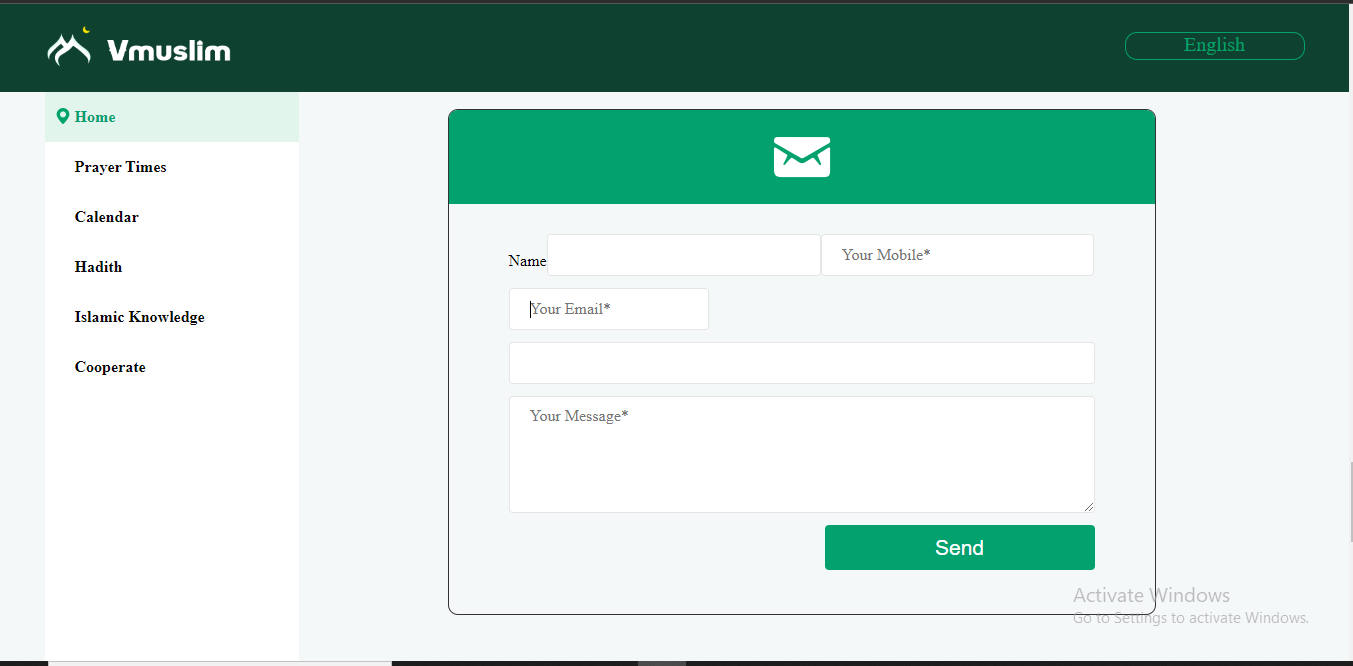 Vmuslim
English
Home
Prayer Times
Calendar
Hadith
Islamic Knowledge
Cooperate
Name
Your Mobile*
Your Email*
Your Message*
Send
Activate Windows
Go to Settings to activate Windows.